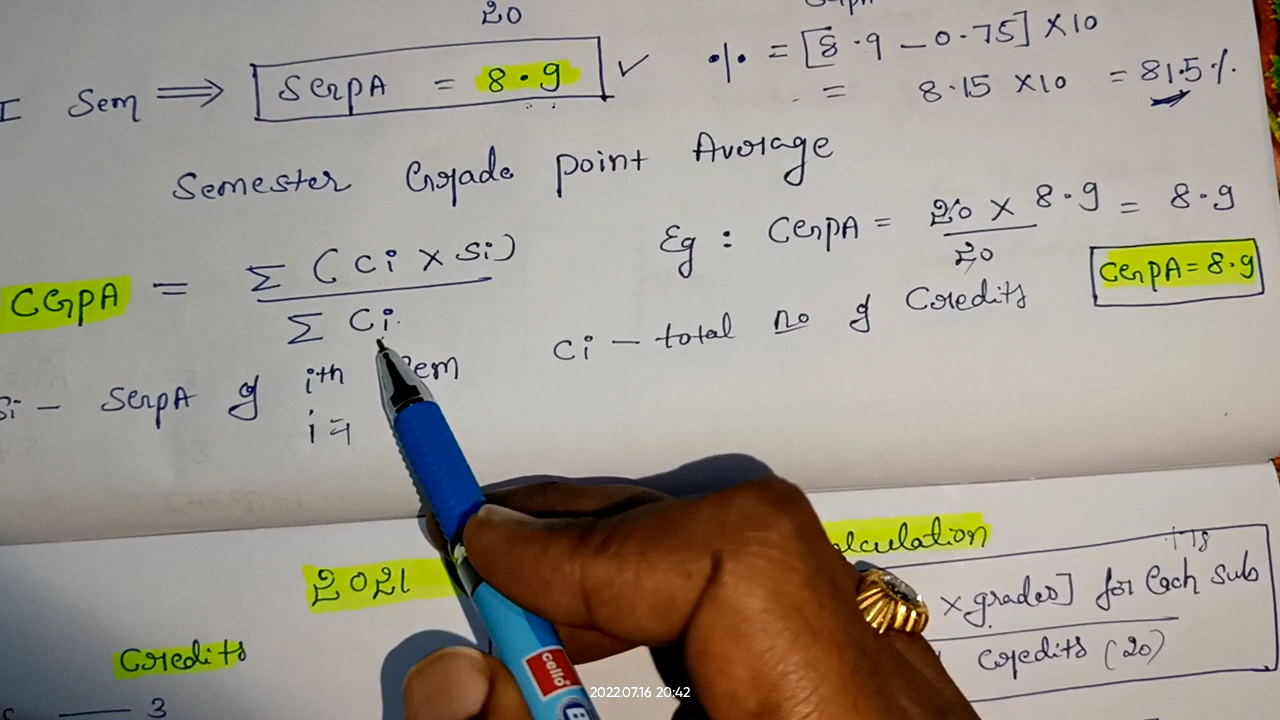 20
I Sem ⟹ SGPA = 8.9 ✓
% = [8.9 - 0.75] ×10
= 8.15 ×10 = 81.5%
Semester Grade point Average
CGPA = Σ (Ci × Si)
Σ Ci
Eg : CGPA = 20 × 8.9 = 8.9
20
CGPA = 8.9
Ci - total no of Credits
Si - SGPA of ith Sem
i =
2021
Calculation
× grades] for each sub
Credits (20)
Credits
3
cello
2022.07.16 20:42